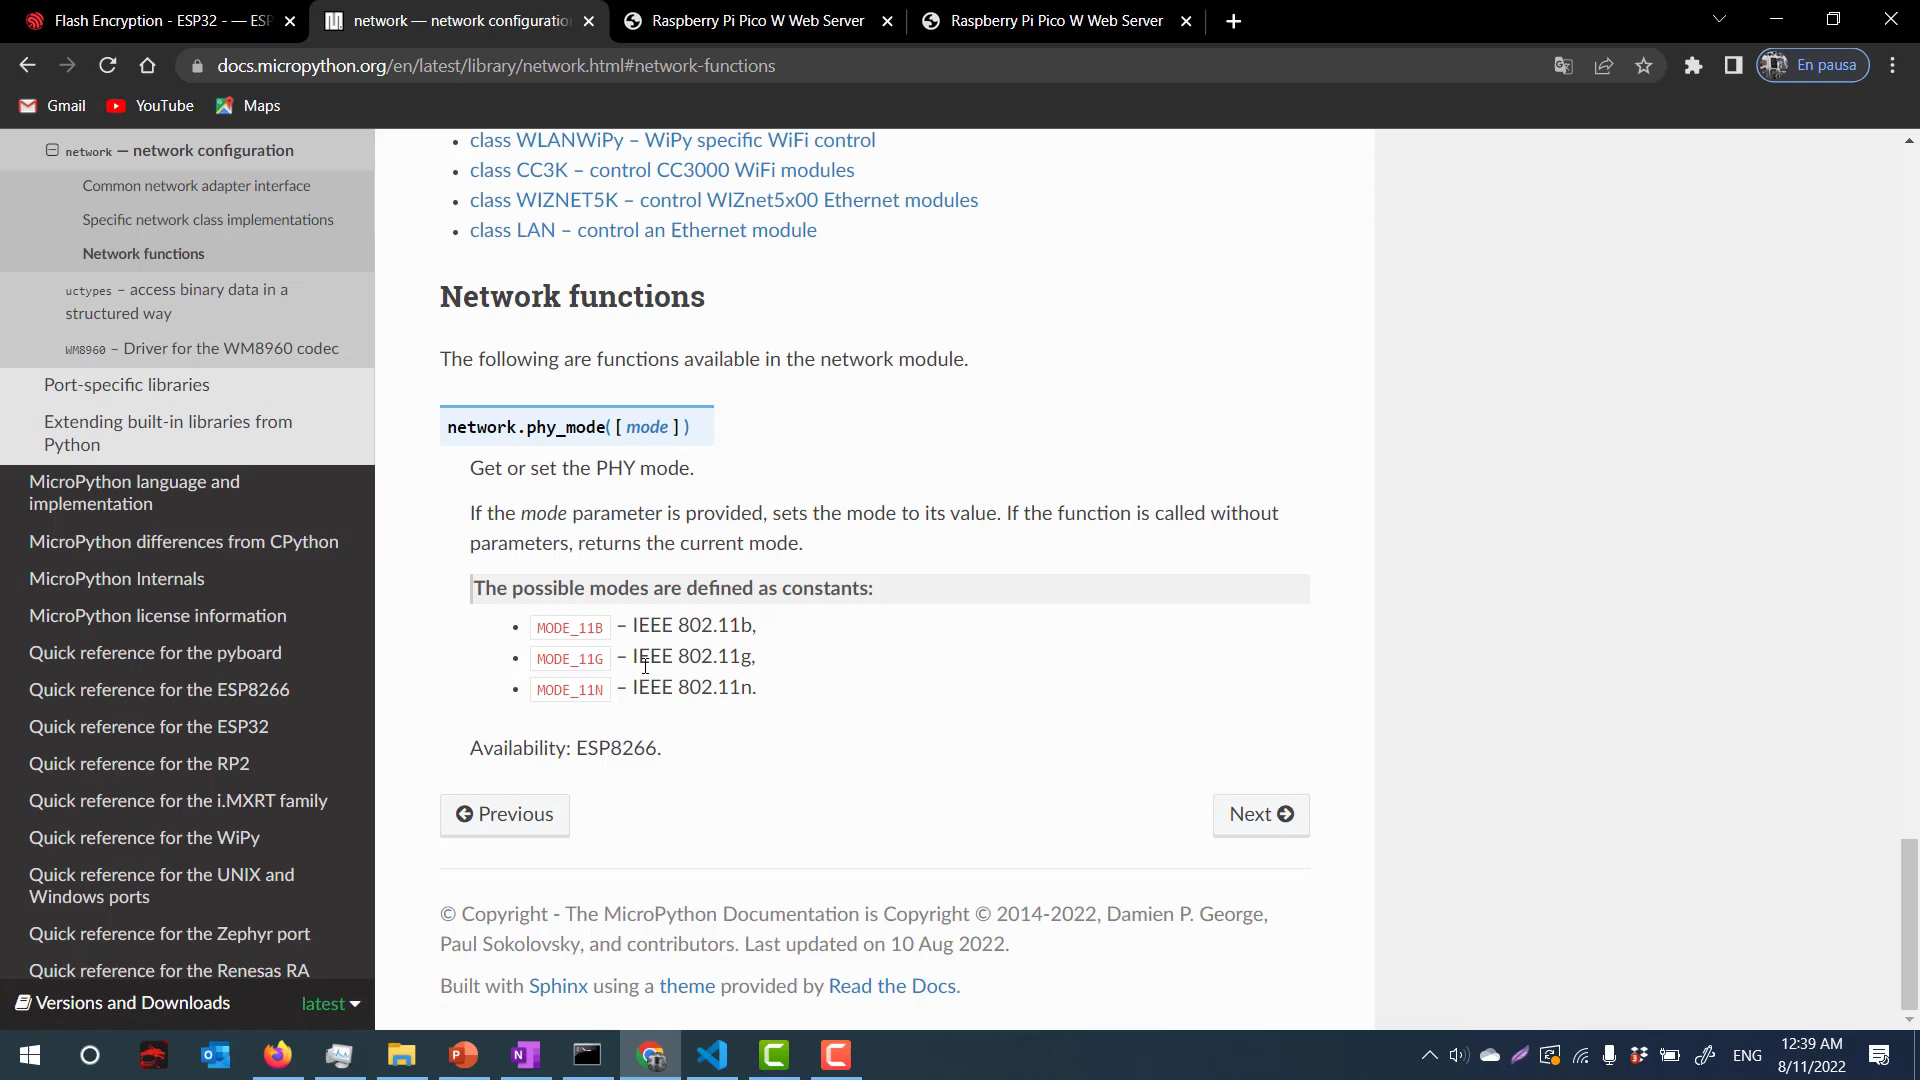 Flash Encryption - ESP32 - — ESP
network — network configuratio
Raspberry Pi Pico W Web Server
Raspberry Pi Pico W Web Server
docs.micropython.org/en/latest/library/network.html#network-functions
En pausa
Gmail
YouTube
Maps
network — network configuration
Common network adapter interface
Specific network class implementations
Network functions
uctypes – access binary data in a
structured way
WM8960 – Driver for the WM8960 codec
Port-specific libraries
Extending built-in libraries from
Python
MicroPython language and
implementation
MicroPython differences from CPython
MicroPython Internals
MicroPython license information
Quick reference for the pyboard
Quick reference for the ESP8266
Quick reference for the ESP32
Quick reference for the RP2
Quick reference for the i.MXRT family
Quick reference for the WiPy
Quick reference for the UNIX and
Windows ports
Quick reference for the Zephyr port
Quick reference for the Renesas RA
Versions and Downloads
latest
class WLANWiPy – WiPy specific WiFi control
class CC3K – control CC3000 WiFi modules
class WIZNET5K – control WIZnet5x00 Ethernet modules
class LAN – control an Ethernet module
Network functions
The following are functions available in the network module.
network.phy_mode([mode])
Get or set the PHY mode.
If the mode parameter is provided, sets the mode to its value. If the function is called without
parameters, returns the current mode.
The possible modes are defined as constants:
MODE_11B – IEEE 802.11b,
MODE_11G – IEEE 802.11g,
MODE_11N – IEEE 802.11n.
Availability: ESP8266.
Previous
Next
© Copyright - The MicroPython Documentation is Copyright © 2014-2022, Damien P. George,
Paul Sokolovsky, and contributors. Last updated on 10 Aug 2022.
Built with Sphinx using a theme provided by Read the Docs.
ENG
12:39 AM
8/11/2022